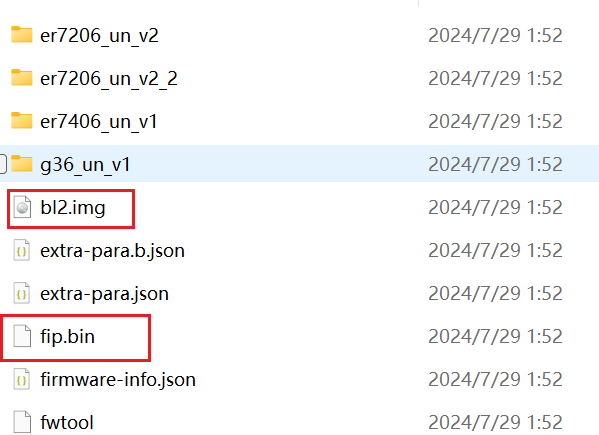 er7206_un_v2 2024/7/29 1:52
er7206_un_v2_2 2024/7/29 1:52
er7406_un_v1 2024/7/29 1:52
g36_un_v1 2024/7/29 1:52
bl2.img 2024/7/29 1:52
extra-para.b.json 2024/7/29 1:52
extra-para.json 2024/7/29 1:52
fip.bin 2024/7/29 1:52
firmware-info.json 2024/7/29 1:52
fwtool 2024/7/29 1:52